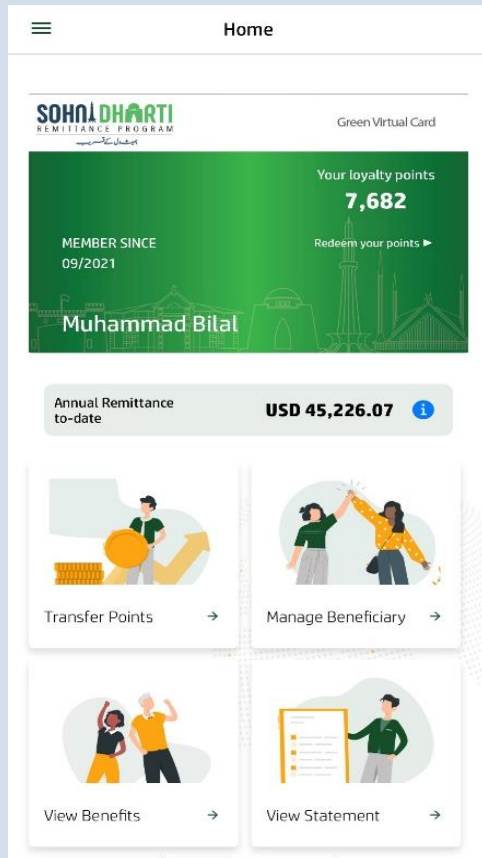 Home
SOHNI DHARTI
REMITTANCE PROGRAM
Green Virtual Card
Your loyalty points
7,682
MEMBER SINCE
09/2021
Redeem your points ►
Muhammad Bilal
Annual Remittance
to-date
USD 45,226.07
Transfer Points →
Manage Beneficiary →
View Benefits →
View Statement →